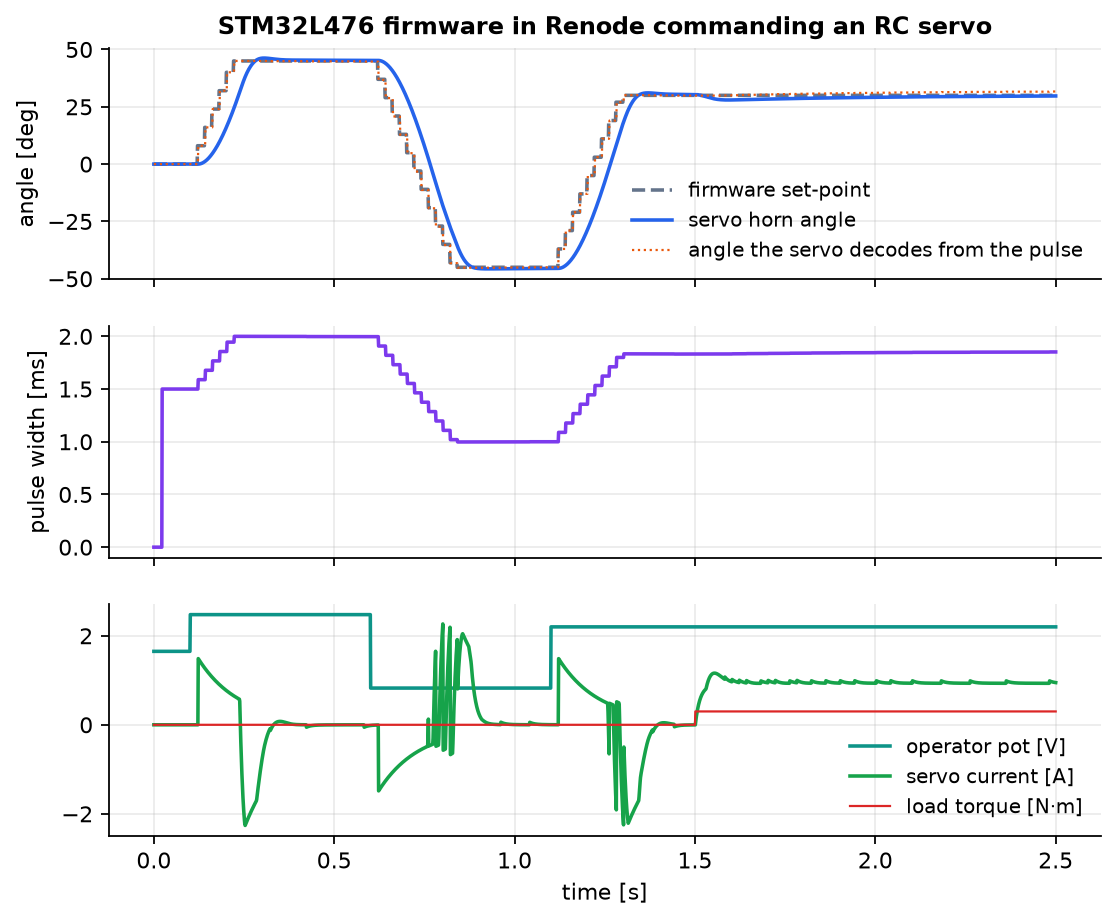 STM32L476 firmware in Renode commanding an RC servo
angle [deg]
50
25
0
−25
−50
firmware set-point
servo horn angle
angle the servo decodes from the pulse
pulse width [ms]
2.0
1.5
1.0
0.5
0.0
2
0
−2
operator pot [V]
servo current [A]
load torque [N·m]
0.0 0.5 1.0 1.5 2.0 2.5
time [s]